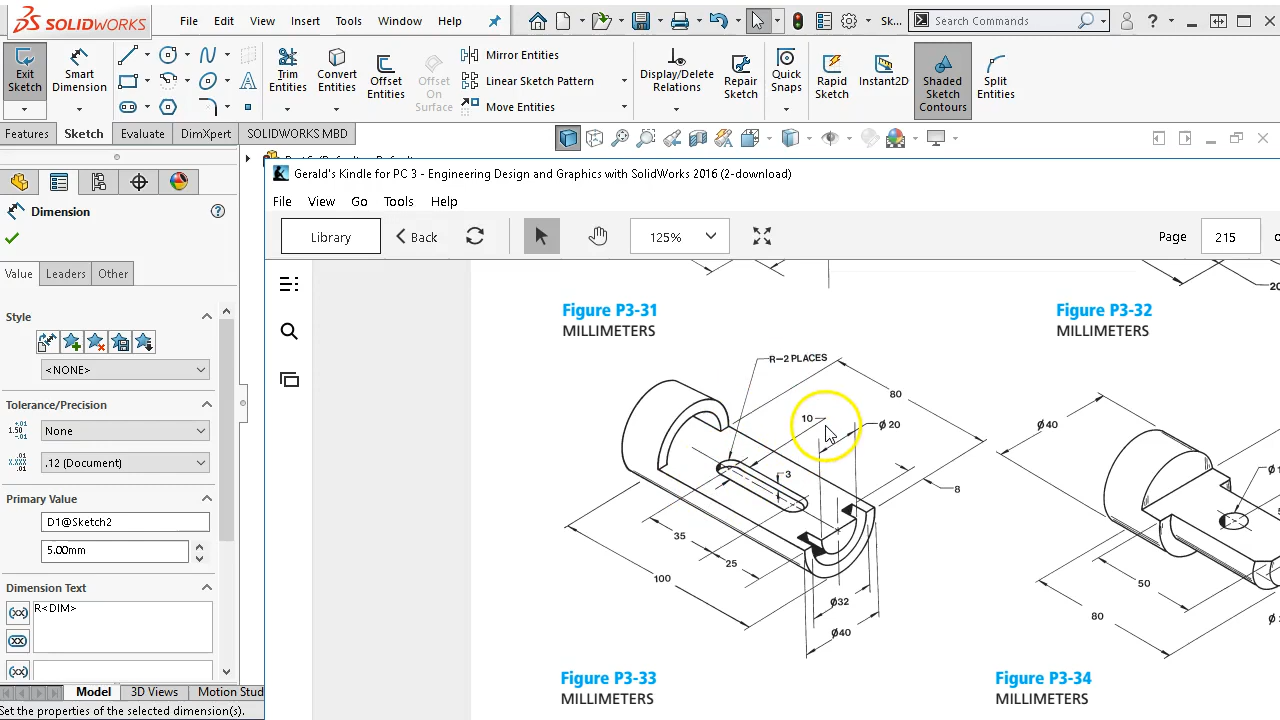 SOLIDWORKS
File Edit View Insert Tools Window Help
Sk...
Search Commands
?
Exit Sketch
Smart Dimension
Trim Entities
Convert Entities
Offset Entities
Offset On Surface
Mirror Entities
Linear Sketch Pattern
Move Entities
Display/Delete Relations
Repair Sketch
Quick Snaps
Rapid Sketch
Instant2D
Shaded Sketch Contours
Split Entities
Features Sketch Evaluate DimXpert SOLIDWORKS MBD
Dimension
Value Leaders Other
Style
<NONE>
Tolerance/Precision
None
.12 (Document)
Primary Value
D1@Sketch2
5.00mm
Dimension Text
R<DIM>
Model 3D Views Motion Stud
Set the properties of the selected dimension(s).
Gerald's Kindle for PC 3 - Engineering Design and Graphics with SolidWorks 2016 (2-download)
File View Go Tools Help
Library
Back
125%
Page 215
20
Figure P3-31
MILLIMETERS
Figure P3-32
MILLIMETERS
R-2 PLACES
80
10
Ø 20
3
8
35
25
100
Ø32
Ø40
Figure P3-33
MILLIMETERS
Ø40
50
80
Figure P3-34
MILLIMETERS